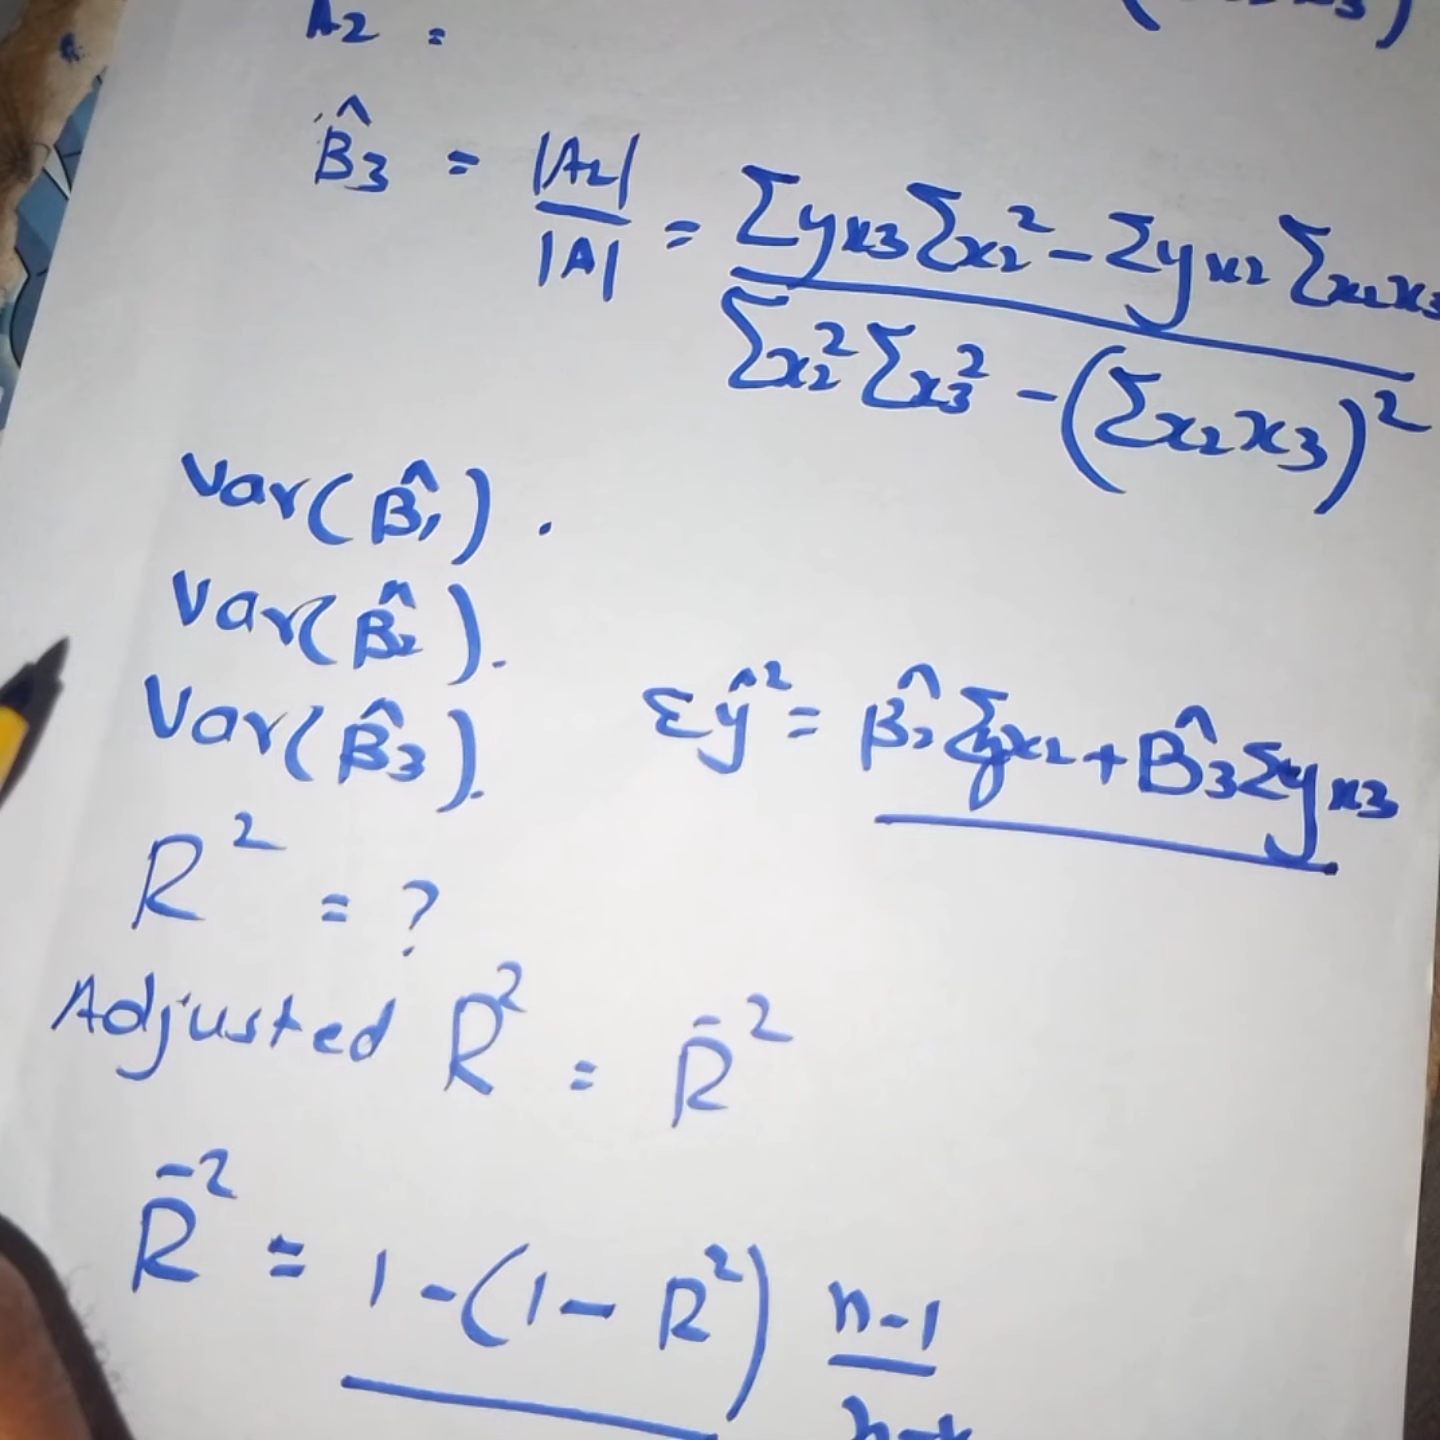 A2 =
B̂3 = |A2| / |A| = Σyx3 Σx2² - Σyx2 Σx2x3 / Σx2² Σx3² - (Σx2x3)²
Var(B̂1).
Var(B̂2).
Var(B̂3). Σŷ² = B̂2 Σyx2 + B̂3 Σyx3
R² = ?
Adjusted R² = R̄²
R̄² = 1 - (1 - R²) n-1 / n-k